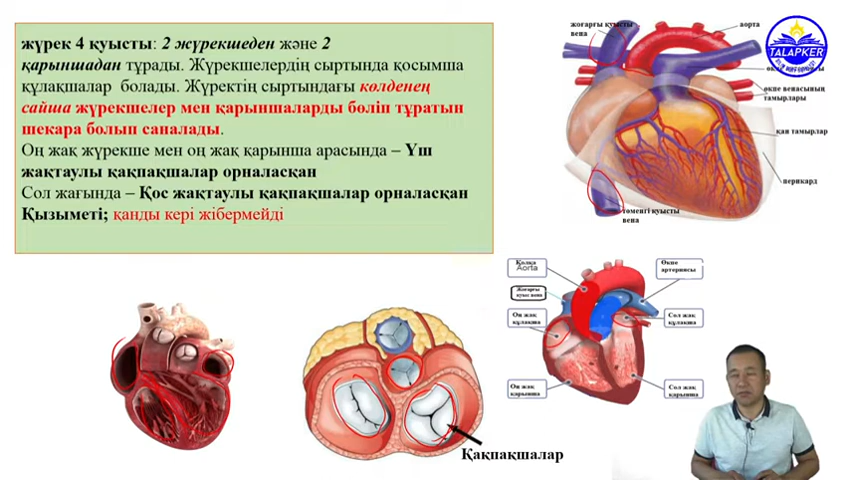 жүрек 4 қуысты: 2 жүрекшеден және 2
қарыншадан тұрады. Жүрекшелердің сыртында қосымша
құлақшалар болады. Жүректің сыртындағы көлденең
сайша жүрекшелер мен қарыншаларды бөліп тұратын
шекара болып саналады.
Оң жақ жүрекше мен оң жақ қарынша арасында – Үш
жақтаулы қақпақшалар орналасқан
Сол жағында – Қос жақтаулы қақпақшалар орналасқан
Қызыметі; қанды кері жібермейді
жоғарғы қуысты
вена
аорта
TALAPKER
өкпе венасының
тамырлары
қан тамырлар
перикард
төменгі қуысты
вена
Қолқа
Aorta
Өкпе
артериясы
Жоғарғы
қуыс вена
Оң жақ
құлақша
Сол жақ
құлақша
Оң жақ
қарынша
Сол жақ
қарынша
Қақпақшалар